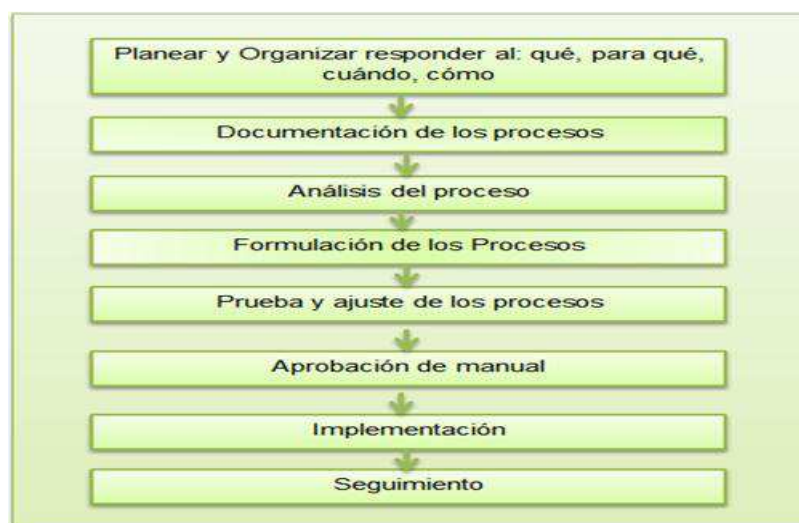 Planear y Organizar responder al: qué, para qué,
cuándo, cómo
Documentación de los procesos
Análisis del proceso
Formulación de los Procesos
Prueba y ajuste de los procesos
Aprobación de manual
Implementación
Seguimiento